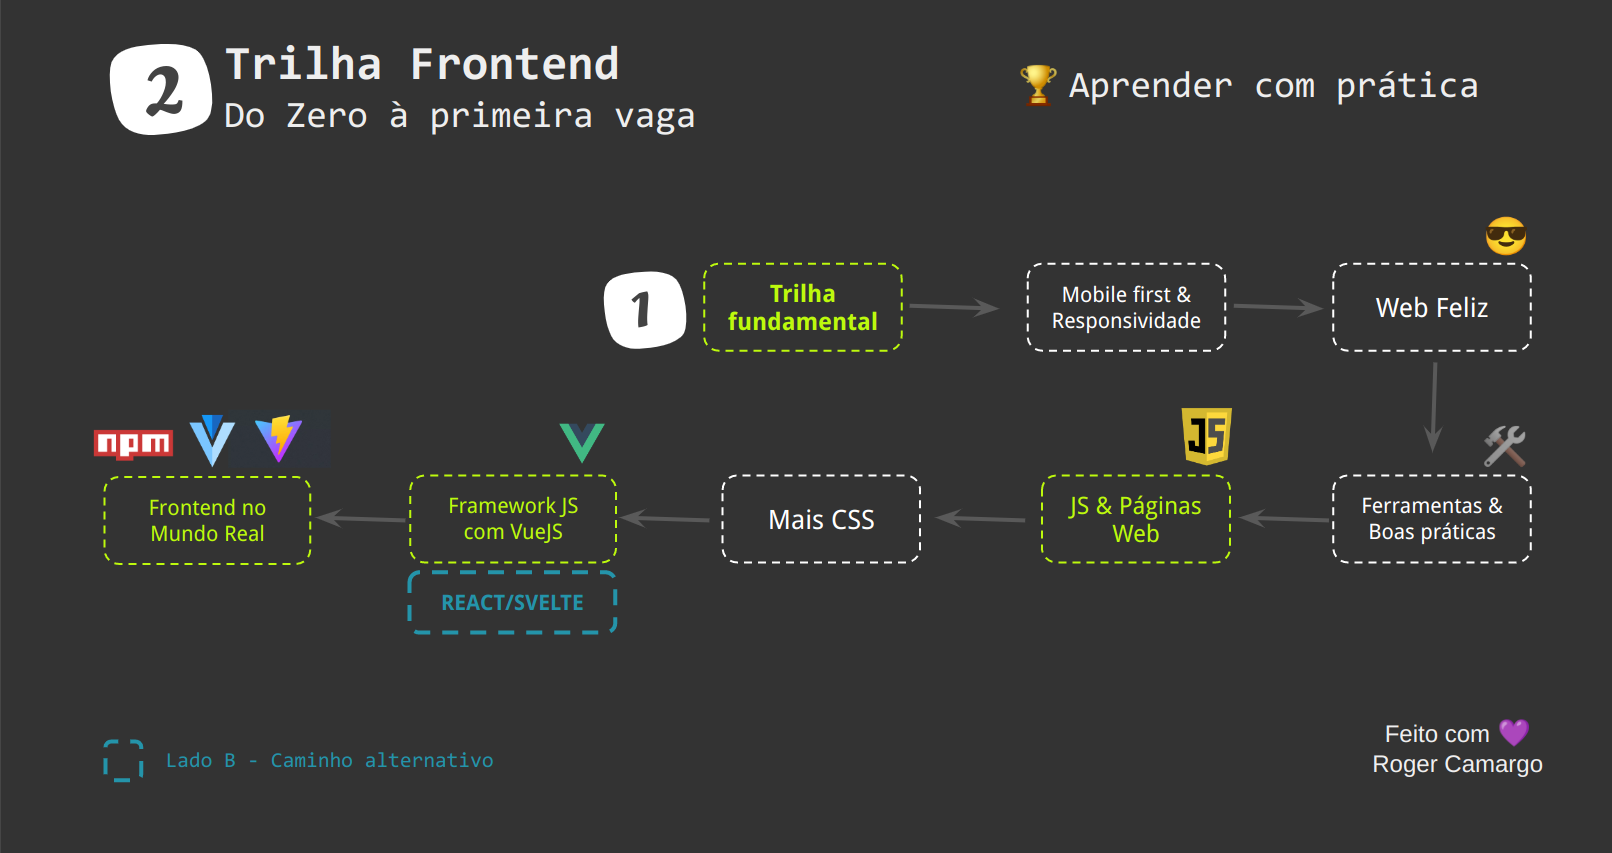 2
Trilha Frontend
Do Zero à primeira vaga
Aprender com prática
1
Trilha
fundamental
Mobile first &
Responsividade
Web Feliz
Ferramentas &
Boas práticas
JS
JS & Páginas
Web
Mais CSS
Framework JS
com VueJS
REACT/SVELTE
npm
Frontend no
Mundo Real
Lado B - Caminho alternativo
Feito com 💜
Roger Camargo